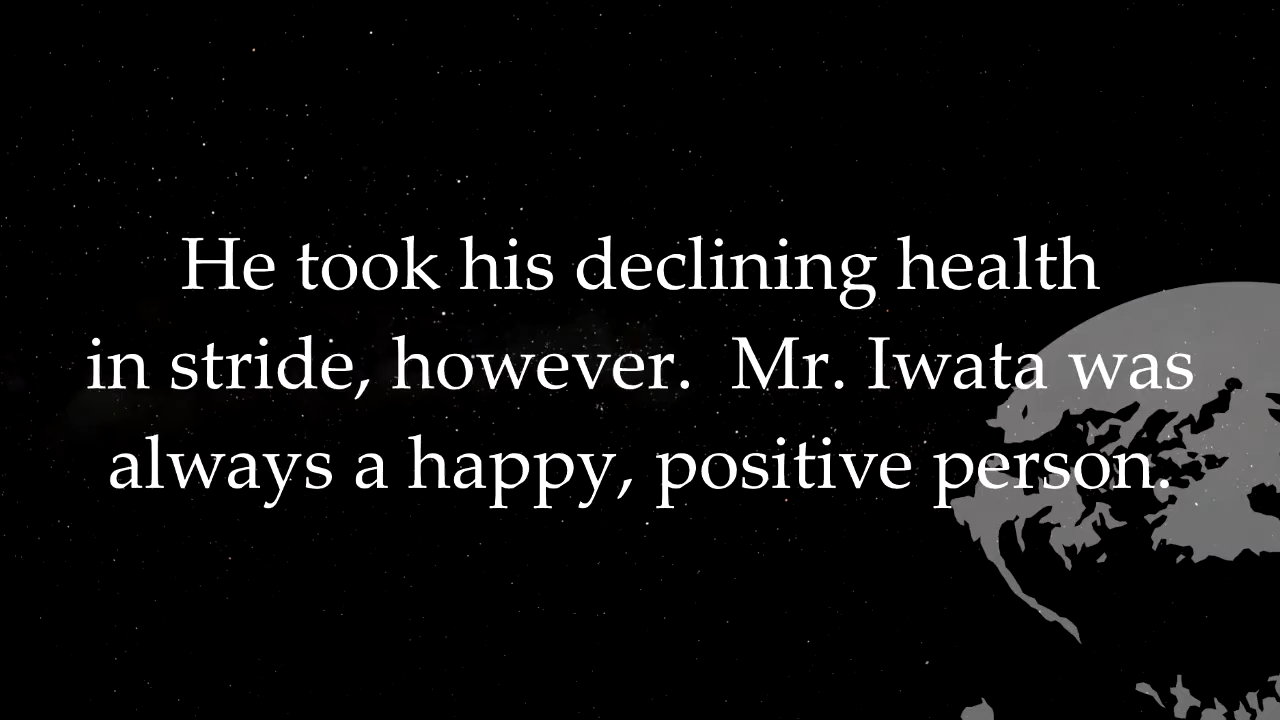 He took his declining health
in stride, however.  Mr. Iwata was
always a happy, positive person.